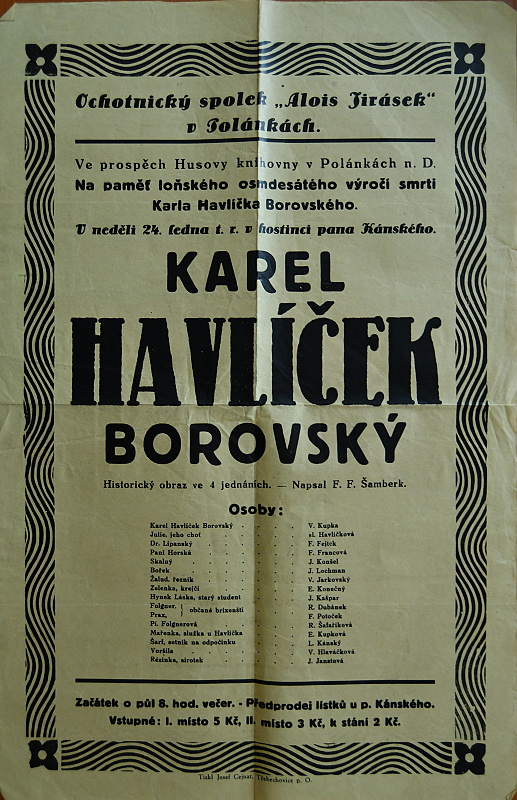 Ochotnický spolek „Alois Jirásek“
v Polánkách.
Ve prospěch Husovy knihovny v Polánkách n. D.
Na paměť loňského osmdesátého výročí smrti
Karla Havlíčka Borovského.
V neděli 24. ledna t. r. v hostinci pana Kánského.
KAREL
HAVLÍČEK
BOROVSKÝ
Historický obraz ve 4 jednáních. — Napsal F. F. Šamberk.
Osoby:
Karel Havlíček Borovský . . . . V. Kupka
Julie, jeho choť . . . . . sl. Havlíčková
Dr. Lipanský . . . . . F. Fejtek
Paní Horská . . . . . F. Francová
Skalný . . . . . J. Konšel
Bořek . . . . . J. Lochman
Žalud, řezník . . . . . V. Jarkovský
Zelenka, krejčí . . . . . E. Konečný
Hynek Láska, starý student . . . . J. Kašpar
Folgner, } občané brixenští . . . . R. Dubánek
Prax, . . . . F. Potoček
Pí. Folgnerová . . . . . R. Šafaříková
Mařenka, služka u Havlíčka . . . . E. Kupková
Šarl, setník na odpočinku . . . . L. Kánský
Voršila . . . . . V. Hlaváčková
Rézinka, sirotek . . . . . J. Janstová
Začátek o půl 8. hod. večer. - Předprodej lístků u p. Kánského.
Vstupné: I. místo 5 Kč, II. místo 3 Kč, k stání 2 Kč.
Tiskl Josef Cejnar, Třebechovice p. O.